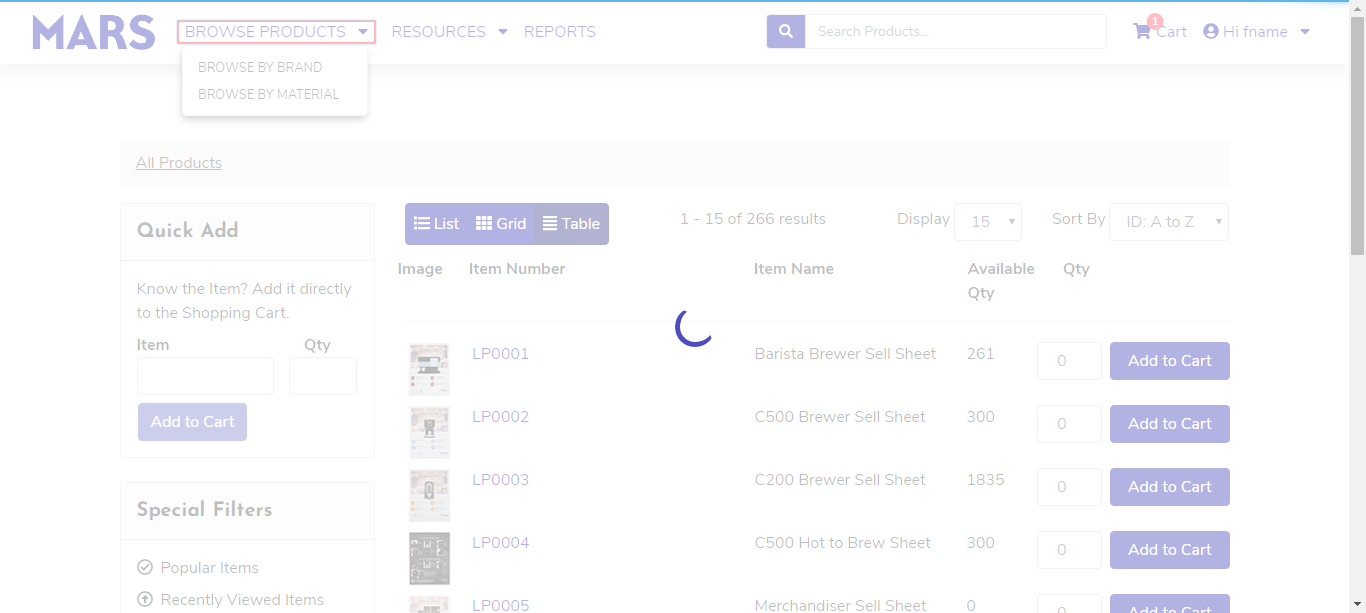 MARS
BROWSE PRODUCTS
RESOURCES
REPORTS
Search Products...
1
Cart
Hi fname
BROWSE BY BRAND
BROWSE BY MATERIAL
All Products
Quick Add
Know the Item? Add it directly
to the Shopping Cart.
Item Qty
Add to Cart
Special Filters
Popular Items
Recently Viewed Items
List Grid Table
1 - 15 of 266 results
Display 15
Sort By ID: A to Z
Image Item Number Item Name Available Qty
Qty
LP0001 Barista Brewer Sell Sheet 261 0 Add to Cart
LP0002 C500 Brewer Sell Sheet 300 0 Add to Cart
LP0003 C200 Brewer Sell Sheet 1835 0 Add to Cart
LP0004 C500 Hot to Brew Sheet 300 0 Add to Cart
LP0005 Merchandiser Sell Sheet 0 0 Add to Cart